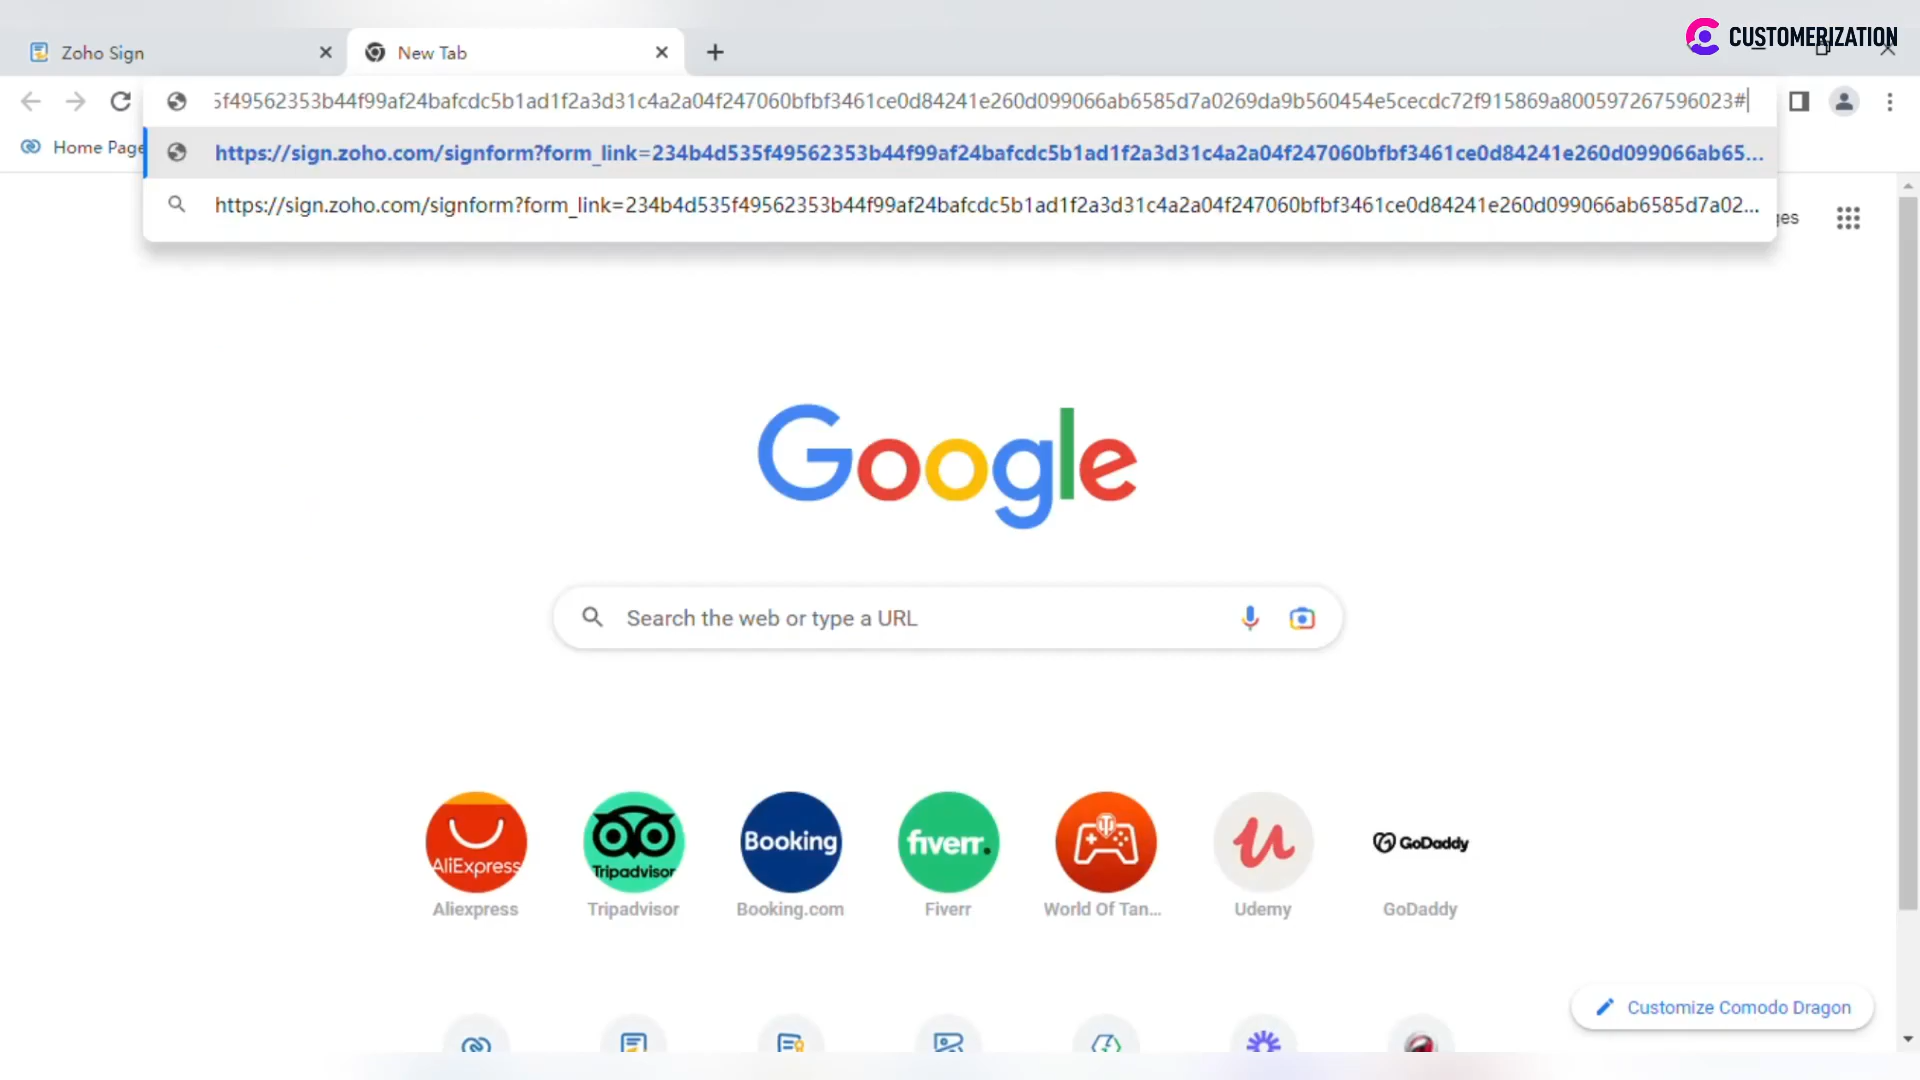 CUSTOMERIZATION
Zoho Sign
New Tab
5f49562353b44f99af24bafcdc5b1ad1f2a3d31c4a2a04f247060bfbf3461ce0d84241e260d099066ab6585d7a0269da9b560454e5cecdc72f915869a800597267596023#
Home Page
https://sign.zoho.com/signform?form_link=234b4d535f49562353b44f99af24bafcdc5b1ad1f2a3d31c4a2a04f247060bfbf3461ce0d84241e260d099066ab65...
https://sign.zoho.com/signform?form_link=234b4d535f49562353b44f99af24bafcdc5b1ad1f2a3d31c4a2a04f247060bfbf3461ce0d84241e260d099066ab6585d7a02...
Google
Search the web or type a URL
AliExpress
Tripadvisor
Booking
fiverr.
GoDaddy
Aliexpress
Tripadvisor
Booking.com
Fiverr
World Of Tan...
Udemy
GoDaddy
Customize Comodo Dragon